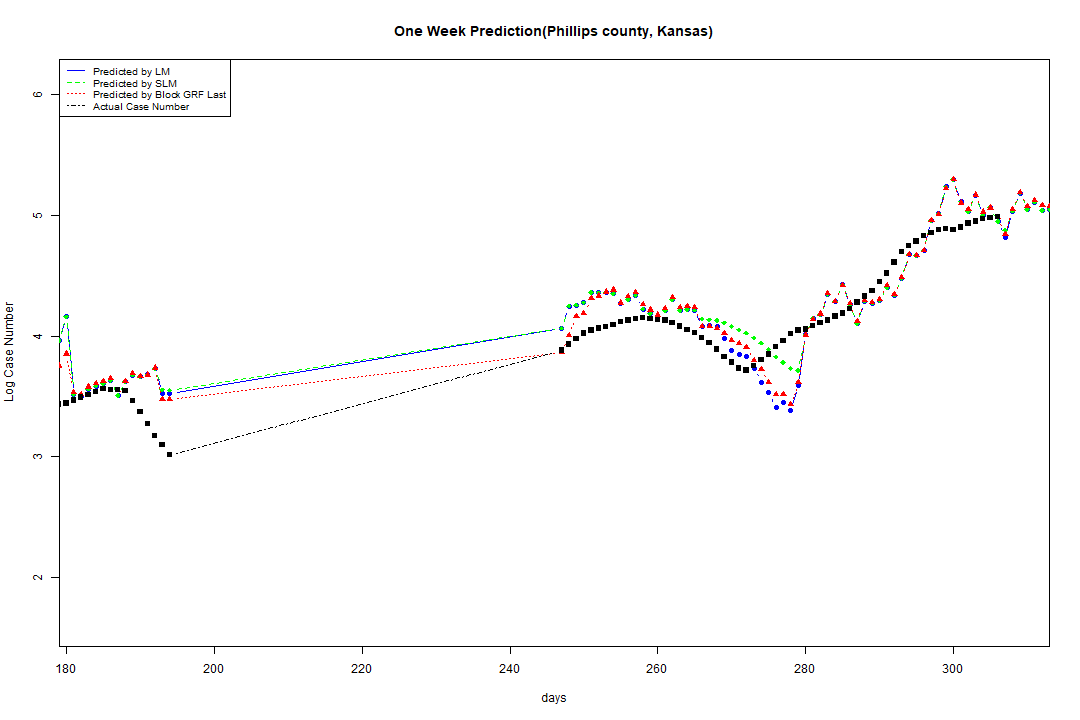 One Week Prediction(Phillips county, Kansas)
Predicted by LM
Predicted by SLM
Predicted by Block GRF Last
Actual Case Number
6
5
4
3
2
Log Case Number
180 200 220 240 260 280 300
days